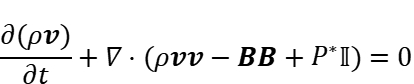 ∂(ρ𝒗)/∂t + ∇ · (ρ𝒗𝒗 − 𝑩𝑩 + P*𝕀) = 0